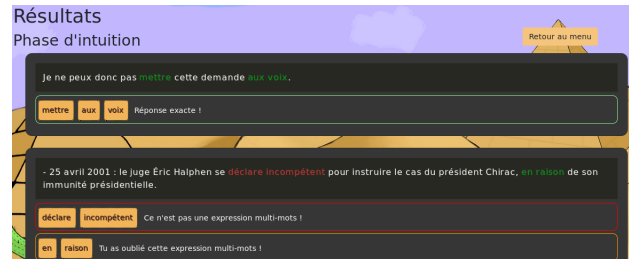 Résultats
Phase d'intuition
Retour au menu
Je ne peux donc pas mettre cette demande aux voix.
mettre aux voix Réponse exacte !
- 25 avril 2001 : le juge Éric Halphen se déclare incompétent pour instruire le cas du président Chirac, en raison de son
immunité présidentielle.
déclare incompétent Ce n'est pas une expression multi-mots !
en raison Tu as oublié cette expression multi-mots !